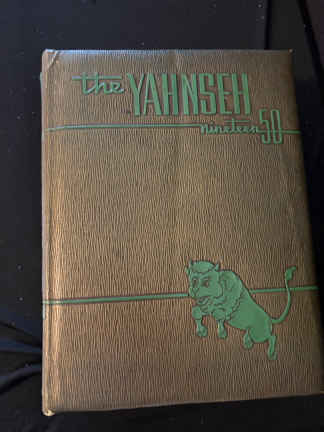 the YAHNSEH
nineteen 50